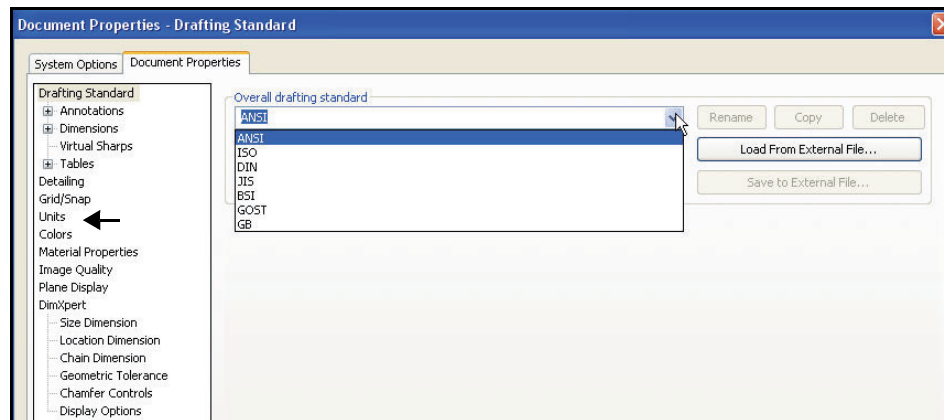 Document Properties - Drafting Standard
System Options
Document Properties
Drafting Standard
Annotations
Dimensions
Virtual Sharps
Tables
Detailing
Grid/Snap
Units
Colors
Material Properties
Image Quality
Plane Display
DimXpert
Size Dimension
Location Dimension
Chain Dimension
Geometric Tolerance
Chamfer Controls
Display Options
Overall drafting standard
ANSI
ANSI
ISO
DIN
JIS
BSI
GOST
GB
Rename
Copy
Delete
Load From External File...
Save to External File...